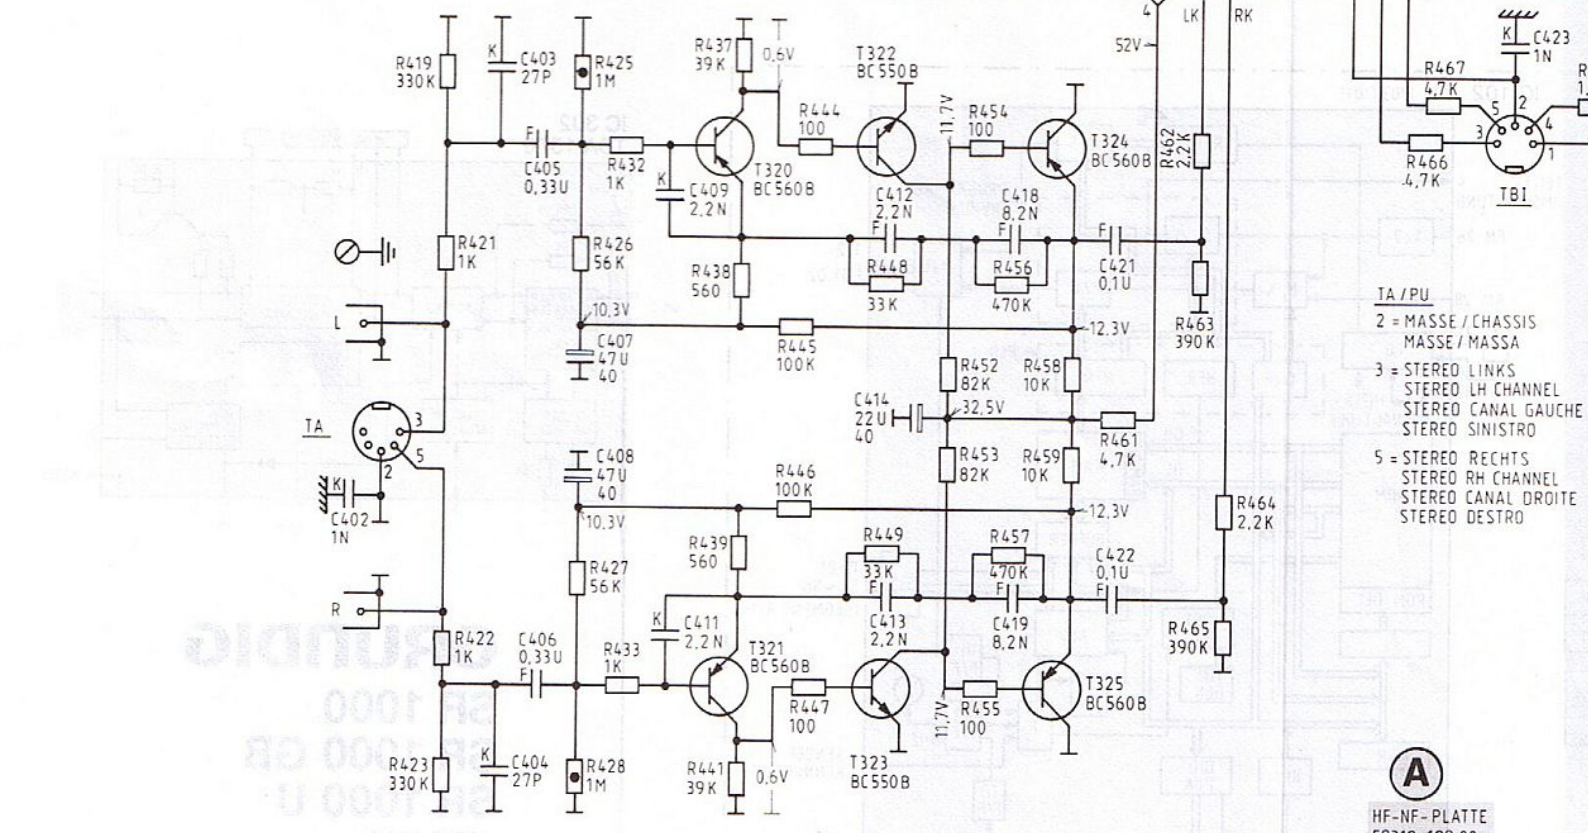 4
LK
RK
52V
K
C423
1N
R467
4,7K
5
2
4
3
1
R466
4,7K
TBI
R419
330K
K
C403
27P
R425
1M
R437
39K
0,6V
T322
BC550B
F
C405
0,33U
R432
1K
K
C409
2,2N
T320
BC560B
R444
100
11,7V
R454
100
T324
BC560B
R462
2,2K
C412
2,2N
F
C418
8,2N
F
F
C421
0,1U
R421
1K
R426
56K
R438
560
R448
33K
R456
470K
R463
390K
L
10,3V
C407
47U
40
R445
100K
12,3V
R452
82K
R458
10K
C414
22U
40
32,5V
R461
4,7K
TA
3
5
2
K
C402
1N
C408
47U
40
10,3V
R446
100K
R453
82K
R459
10K
12,3V
R464
2,2K
TA/PU
2 = MASSE/CHASSIS
MASSE/MASSA
3 = STEREO LINKS
STEREO LH CHANNEL
STEREO CANAL GAUCHE
STEREO SINISTRO
5 = STEREO RECHTS
STEREO RH CHANNEL
STEREO CANAL DROITE
STEREO DESTRO
R427
56K
R439
560
R449
33K
R457
470K
C422
0,1U
F
F
F
C413
2,2N
C419
8,2N
R465
390K
R
R422
1K
C406
0,33U
F
R433
1K
K
C411
2,2N
T321
BC560B
R447
100
T323
BC550B
11,7V
R455
100
T325
BC560B
R423
330K
K
C404
27P
R428
1M
R441
39K
0,6V
A
HF-NF-PLATTE